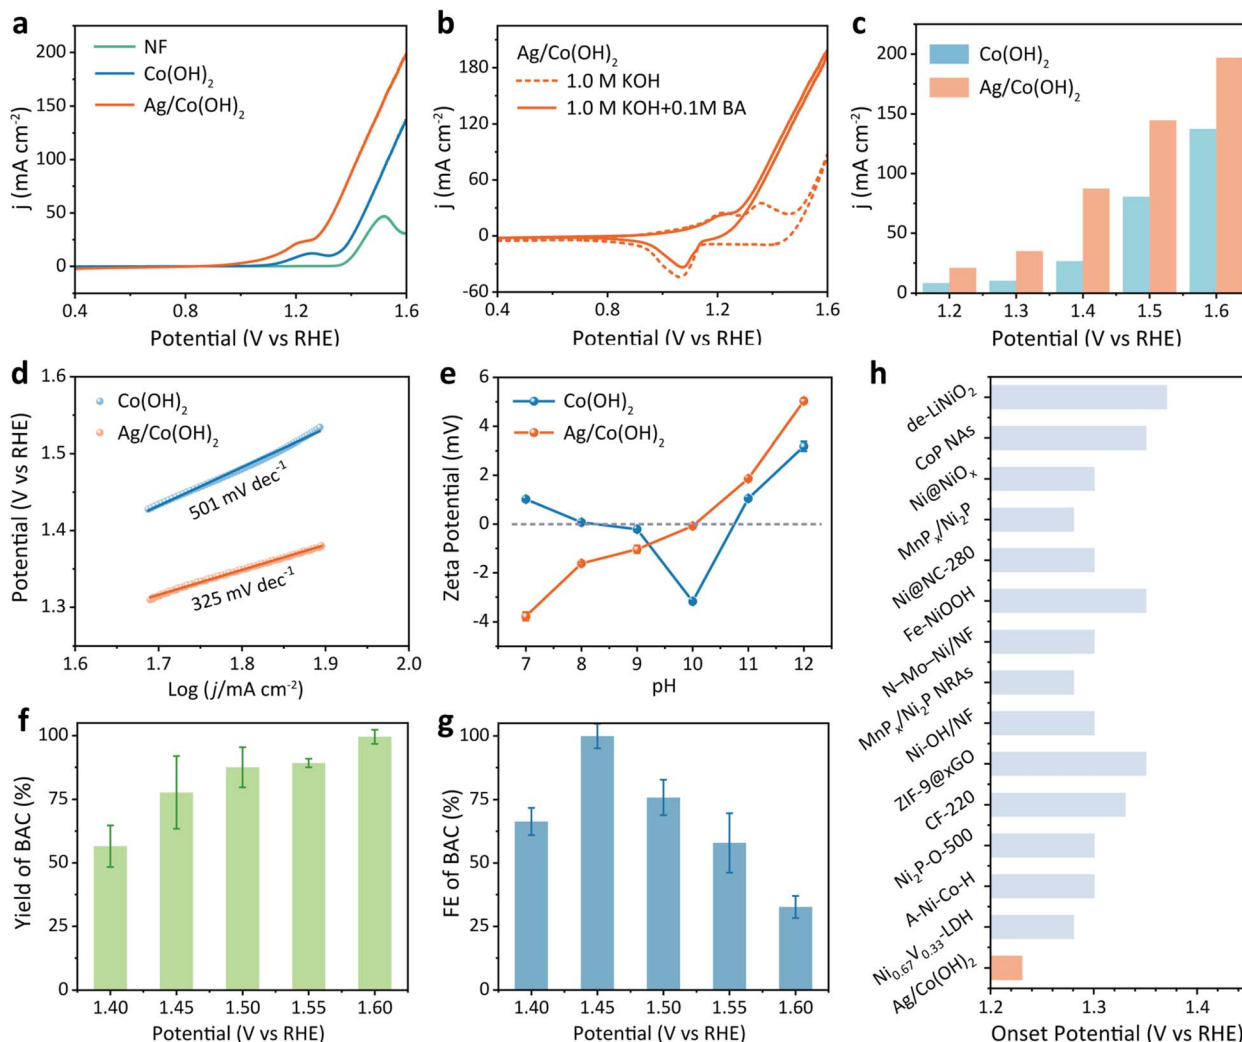 a
NF
Co(OH)₂
Ag/Co(OH)₂
200
150
100
50
0
0.4
0.8
1.2
1.6
j (mA cm⁻²)
Potential (V vs RHE)
b
Ag/Co(OH)₂
1.0 M KOH
1.0 M KOH+0.1M BA
180
120
60
0
-60
0.4
0.8
1.2
1.6
j (mA cm⁻²)
Potential (V vs RHE)
c
Co(OH)₂
Ag/Co(OH)₂
200
150
100
50
0
1.2
1.3
1.4
1.5
1.6
j (mA cm⁻²)
Potential (V vs RHE)
d
Co(OH)₂
Ag/Co(OH)₂
501 mV dec⁻¹
325 mV dec⁻¹
1.6
1.5
1.4
1.3
1.6
1.7
1.8
1.9
2.0
Potential (V vs RHE)
Log (j/mA cm⁻²)
e
Co(OH)₂
Ag/Co(OH)₂
6
4
2
0
-2
-4
7
8
9
10
11
12
Zeta Potential (mV)
pH
f
100
75
50
25
0
1.40
1.45
1.50
1.55
1.60
Yield of BAC (%)
Potential (V vs RHE)
g
100
75
50
25
0
1.40
1.45
1.50
1.55
1.60
FE of BAC (%)
Potential (V vs RHE)
h
de-LiNiO₂
CoP NAs
Ni@NiOₓ
MnPₓ/Ni₂P
Ni@NC-280
Fe-NiOOH
N–Mo–Ni/NF
MnPₓ/Ni₂P NRAs
Ni-OH/NF
ZIF-9@xGO
CF-220
Ni₂P-O-500
A-Ni-Co-H
Ni₀.₆₇V₀.₃₃-LDH
Ag/Co(OH)₂
1.2
1.3
1.4
Onset Potential (V vs RHE)